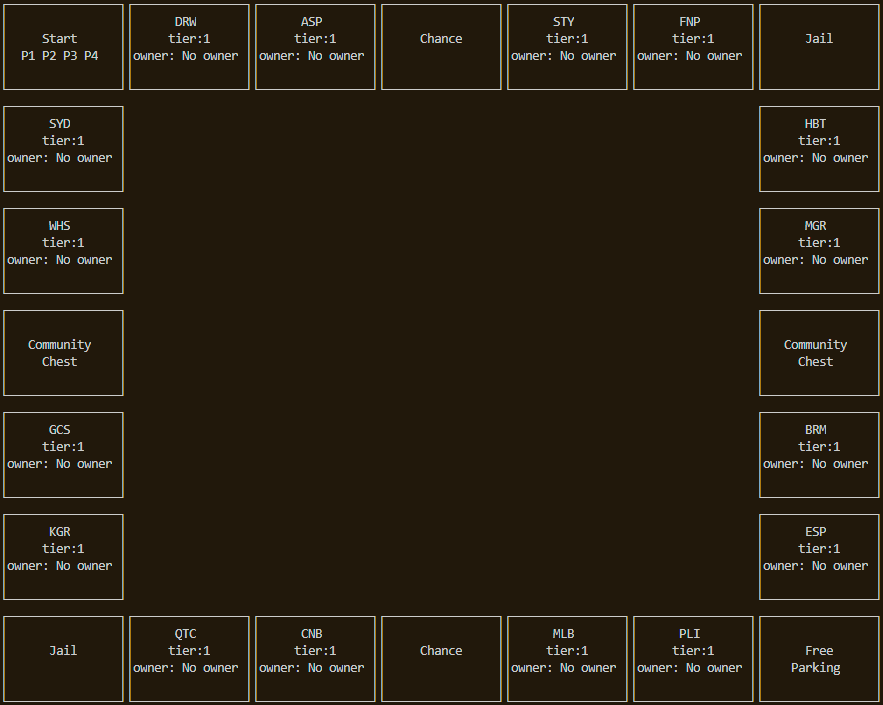 Start
P1 P2 P3 P4
DRW
tier:1
owner: No owner
ASP
tier:1
owner: No owner
Chance
STY
tier:1
owner: No owner
FNP
tier:1
owner: No owner
Jail
SYD
tier:1
owner: No owner
HBT
tier:1
owner: No owner
WHS
tier:1
owner: No owner
MGR
tier:1
owner: No owner
Community
Chest
Community
Chest
GCS
tier:1
owner: No owner
BRM
tier:1
owner: No owner
KGR
tier:1
owner: No owner
ESP
tier:1
owner: No owner
Jail
QTC
tier:1
owner: No owner
CNB
tier:1
owner: No owner
Chance
MLB
tier:1
owner: No owner
PLI
tier:1
owner: No owner
Free
Parking